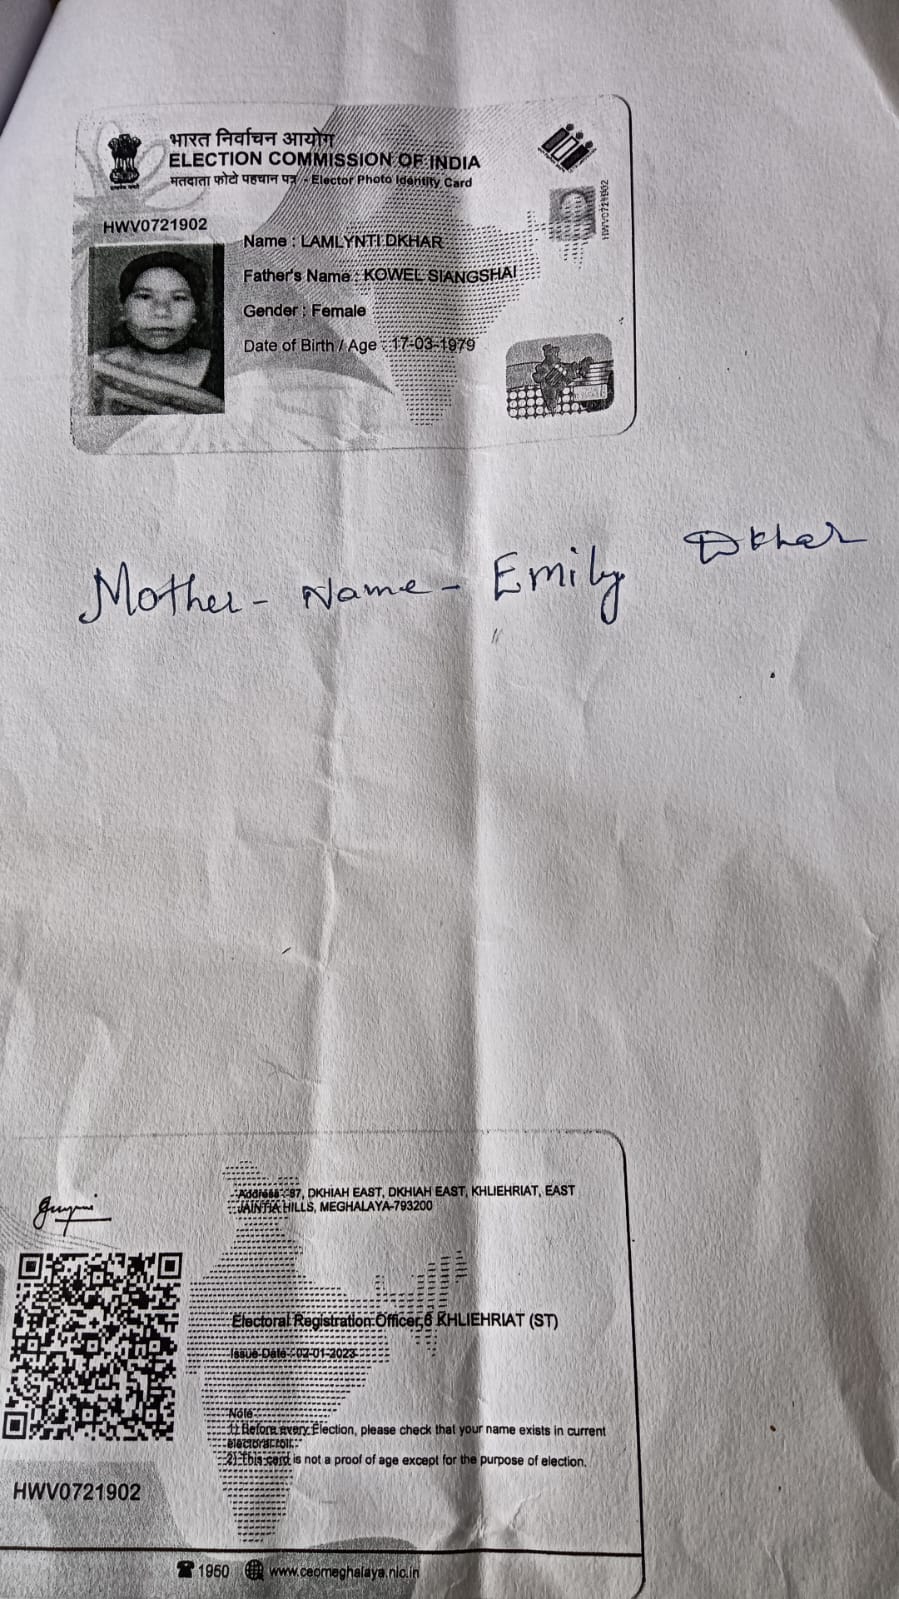 भारत निर्वाचन आयोग
ELECTION COMMISSION OF INDIA
मतदाता फोटो पहचान पत्र - Elector Photo Identity Card
HWV0721902
HWV0721902
Name : LAMLYNTI DKHAR
Father's Name : KOWEL SIANGSHAI
Gender : Female
Date of Birth / Age : 17-03-1979
Mother - Name - Emily Dkhar
Address : 97, DKHIAH EAST, DKHIAH EAST, KHLIEHRIAT, EAST
JAINTIA HILLS, MEGHALAYA-793200
Electoral Registration Officer,6 KHLIEHRIAT (ST)
Issue Date : 02-01-2023
Note :
1) Before every Election, please check that your name exists in current
electoral roll.
2) This card is not a proof of age except for the purpose of election.
HWV0721902
1950 www.ceomeghalaya.nic.in